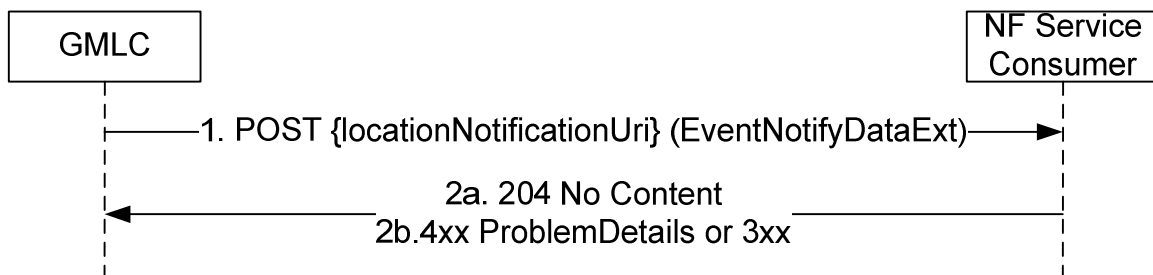 GMLC
NF Service
Consumer
1. POST {locationNotificationUri} (EventNotifyDataExt)
2a. 204 No Content
2b.4xx ProblemDetails or 3xx